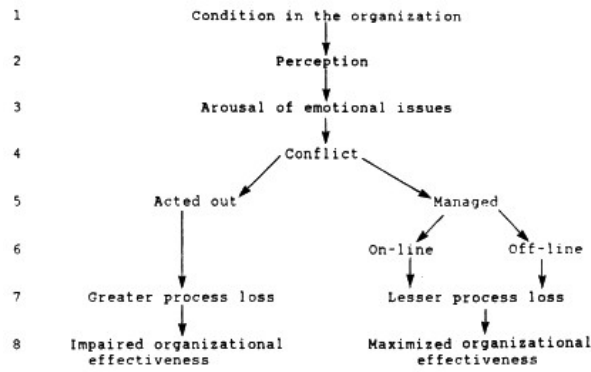 1 Condition in the organization
2 Perception
3 Arousal of emotional issues
4 Conflict
5 Acted out Managed
6 On-line Off-line
7 Greater process loss Lesser process loss
8 Impaired organizational Maximized organizational
effectiveness effectiveness